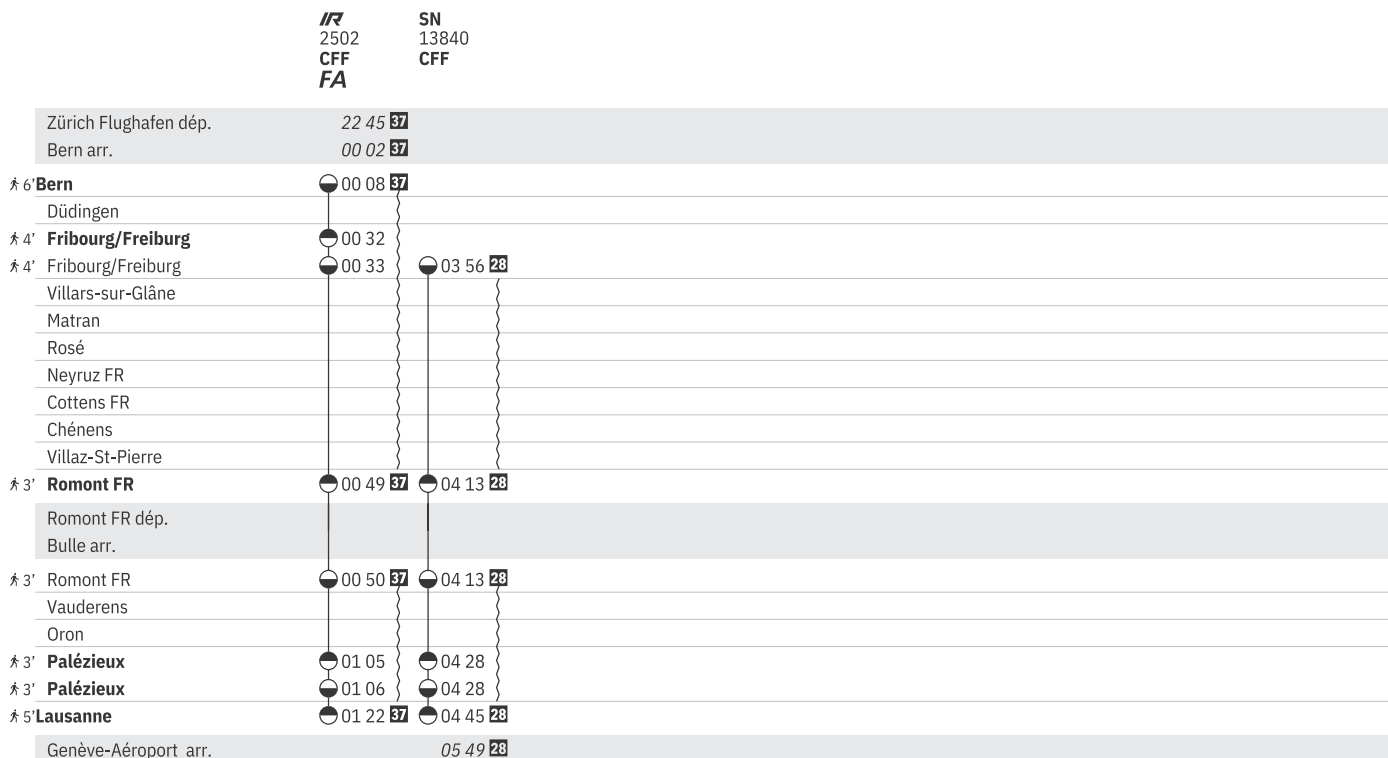 IR SN
2502 13840
CFF CFF
FA
Zürich Flughafen dép. 22 45 37
Bern arr. 00 02 37
6' Bern 00 08 37
Düdingen
4' Fribourg/Freiburg 00 32
4' Fribourg/Freiburg 00 33 03 56 28
Villars-sur-Glâne
Matran
Rosé
Neyruz FR
Cottens FR
Chénens
Villaz-St-Pierre
3' Romont FR 00 49 37 04 13 28
Romont FR dép.
Bulle arr.
3' Romont FR 00 50 37 04 13 28
Vauderens
Oron
3' Palézieux 01 05 04 28
3' Palézieux 01 06 04 28
5' Lausanne 01 22 37 04 45 28
Genève-Aéroport arr. 05 49 28